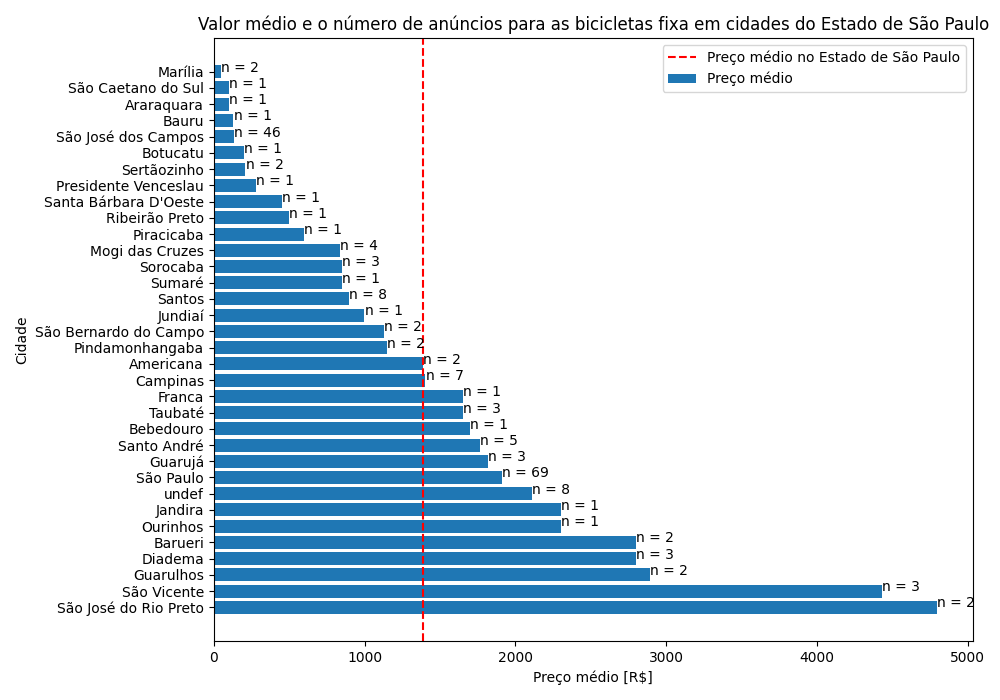 Valor médio e o número de anúncios para as bicicletas fixa em cidades do Estado de São Paulo
Preço médio no Estado de São Paulo
Preço médio
Marília n = 2
São Caetano do Sul n = 1
Araraquara n = 1
Bauru n = 1
São José dos Campos n = 46
Botucatu n = 1
Sertãozinho n = 2
Presidente Venceslau n = 1
Santa Bárbara D'Oeste n = 1
Ribeirão Preto n = 1
Piracicaba n = 1
Mogi das Cruzes n = 4
Sorocaba n = 3
Sumaré n = 1
Santos n = 8
Jundiaí n = 1
São Bernardo do Campo n = 2
Pindamonhangaba n = 2
Americana n = 2
Campinas n = 7
Franca n = 1
Taubaté n = 3
Bebedouro n = 1
Santo André n = 5
Guarujá n = 3
São Paulo n = 69
undef n = 8
Jandira n = 1
Ourinhos n = 1
Barueri n = 2
Diadema n = 3
Guarulhos n = 2
São Vicente n = 3
São José do Rio Preto n = 2
Cidade
0 1000 2000 3000 4000 5000
Preço médio [R$]